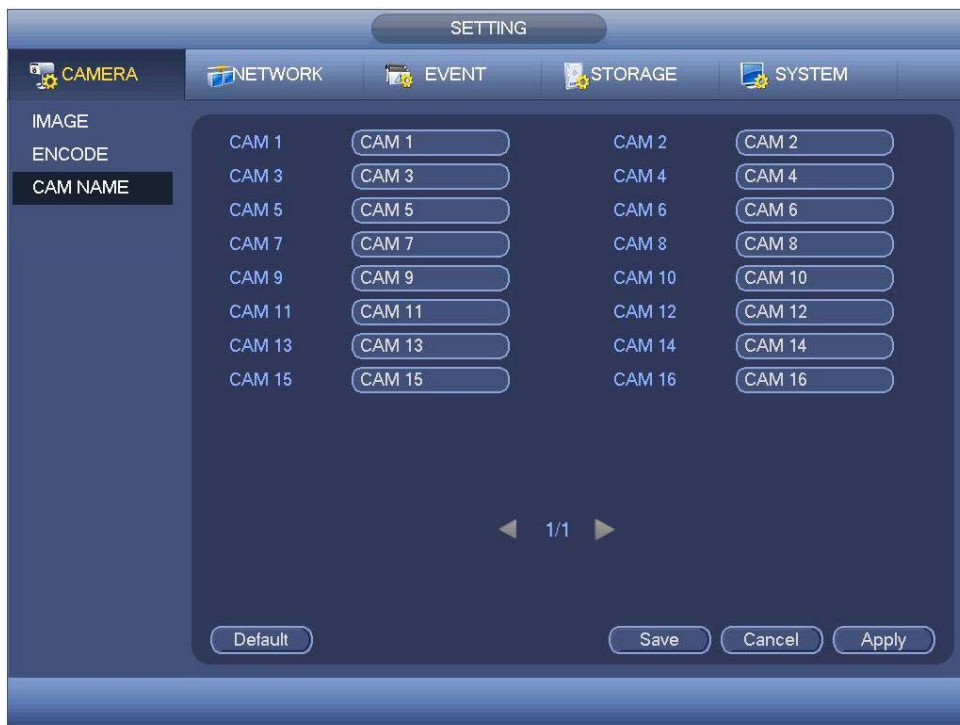 SETTING
CAMERA NETWORK EVENT STORAGE SYSTEM
IMAGE
ENCODE
CAM NAME
CAM 1 CAM 1 CAM 2 CAM 2
CAM 3 CAM 3 CAM 4 CAM 4
CAM 5 CAM 5 CAM 6 CAM 6
CAM 7 CAM 7 CAM 8 CAM 8
CAM 9 CAM 9 CAM 10 CAM 10
CAM 11 CAM 11 CAM 12 CAM 12
CAM 13 CAM 13 CAM 14 CAM 14
CAM 15 CAM 15 CAM 16 CAM 16
1/1
Default Save Cancel Apply